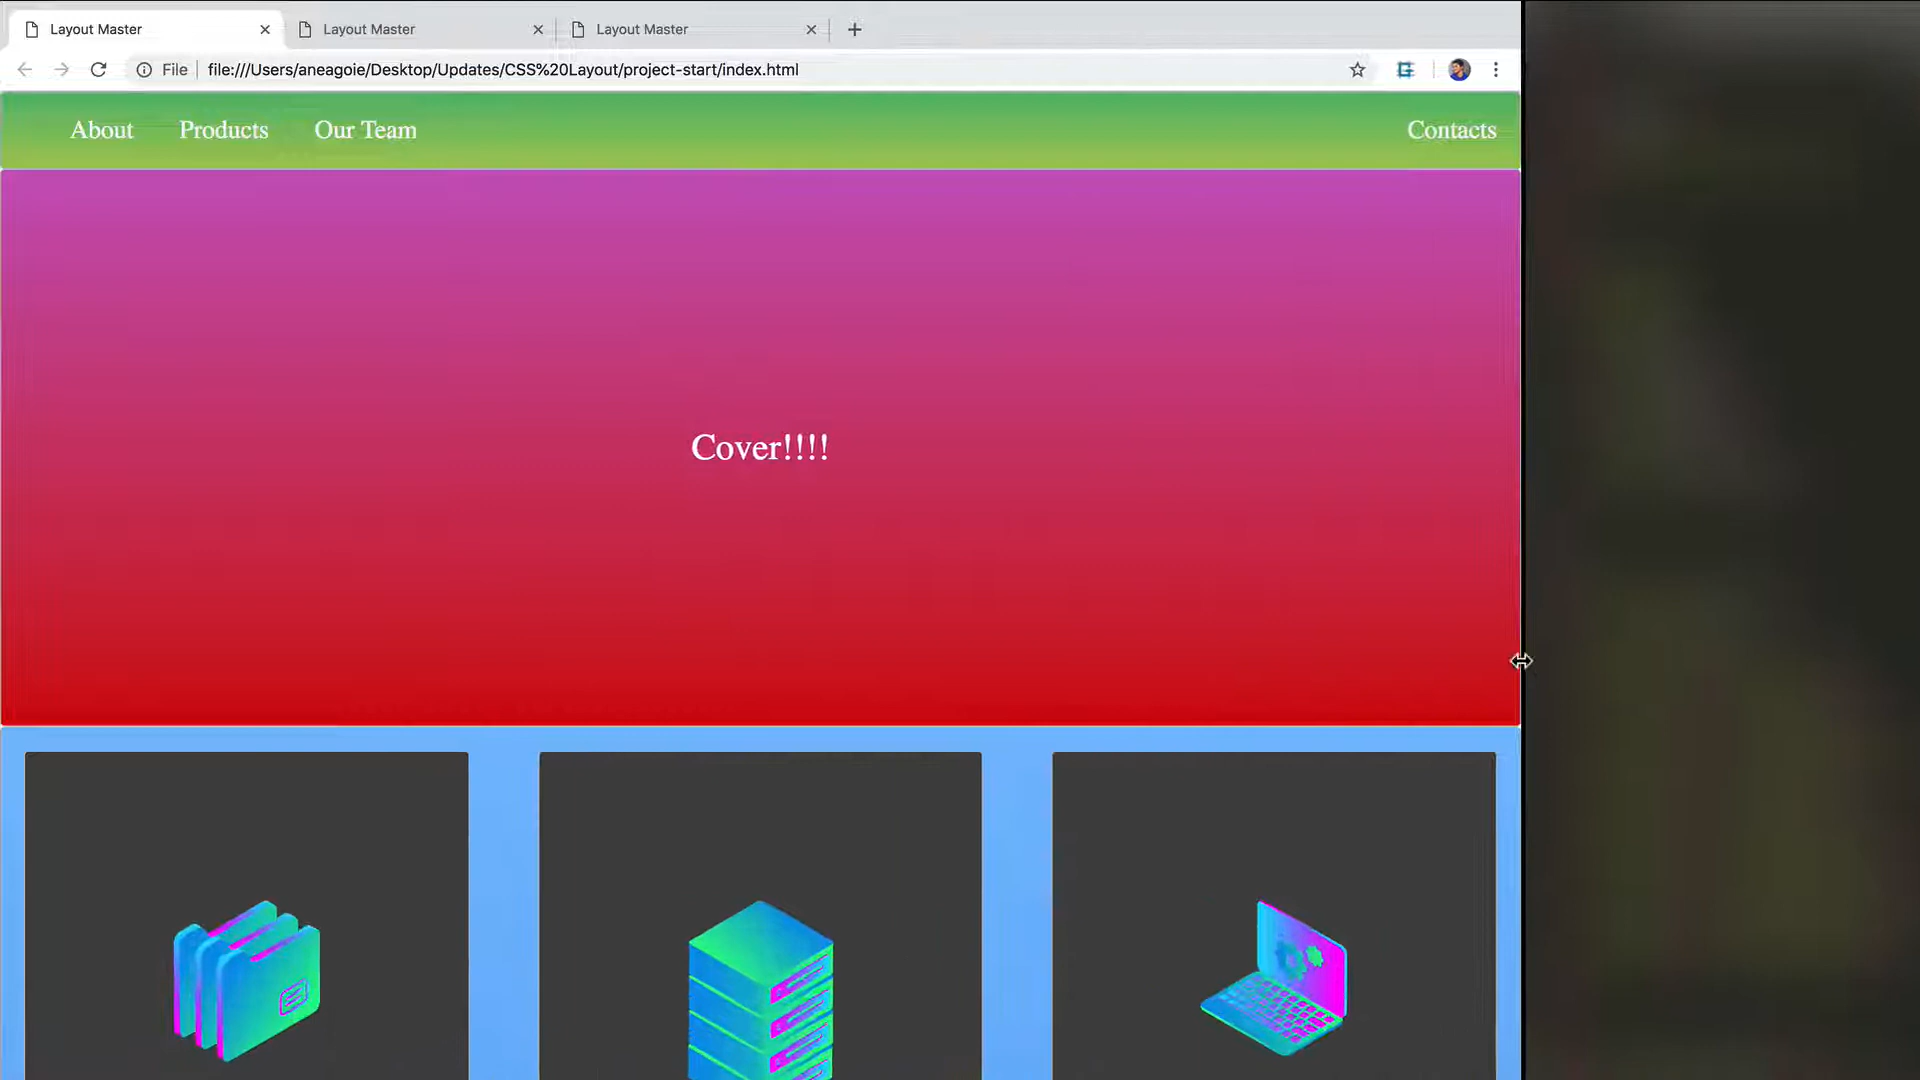 Layout Master
Layout Master
Layout Master
File
file:///Users/aneagoie/Desktop/Updates/CSS%20Layout/project-start/index.html
About
Products
Our Team
Contacts
Cover!!!!